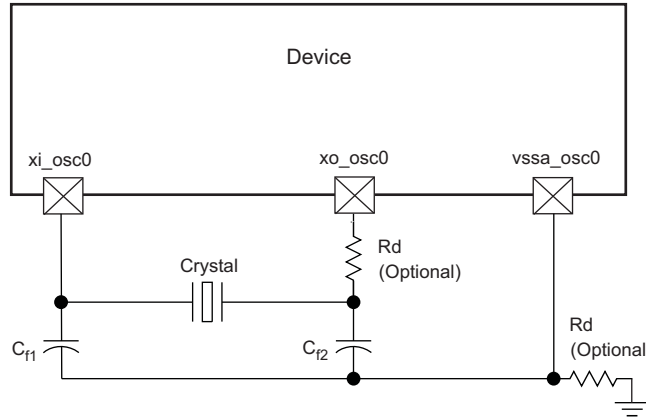 Device
xi_osc0
xo_osc0
vssa_osc0
Rd
(Optional)
Crystal
Rd
(Optional
Cf1
Cf2